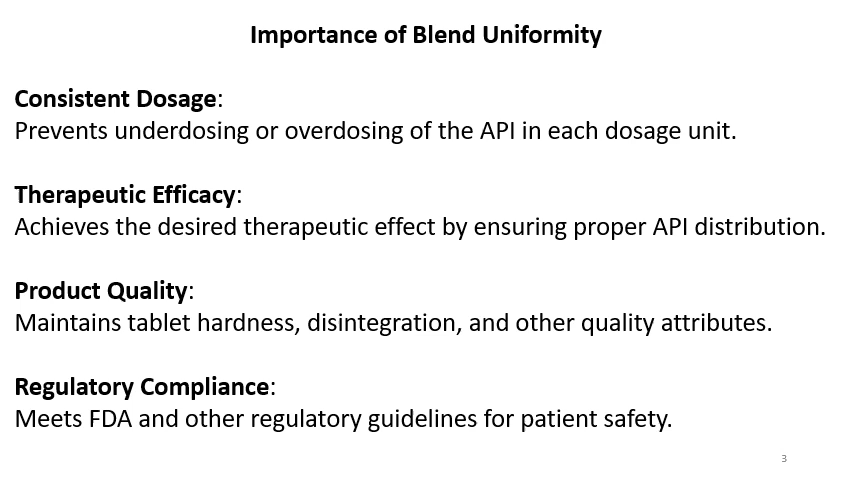 Importance of Blend Uniformity
Consistent Dosage:
Prevents underdosing or overdosing of the API in each dosage unit.
Therapeutic Efficacy:
Achieves the desired therapeutic effect by ensuring proper API distribution.
Product Quality:
Maintains tablet hardness, disintegration, and other quality attributes.
Regulatory Compliance:
Meets FDA and other regulatory guidelines for patient safety.
3